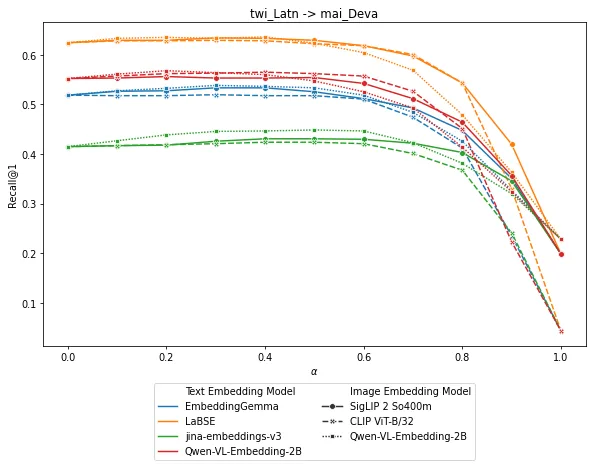 twi_Latn -> mai_Deva
Recall@1
0.6
0.5
0.4
0.3
0.2
0.1
0.0 0.2 0.4 0.6 0.8 1.0
α
Text Embedding Model
EmbeddingGemma
LaBSE
jina-embeddings-v3
Qwen-VL-Embedding-2B
Image Embedding Model
SigLIP 2 So400m
CLIP ViT-B/32
Qwen-VL-Embedding-2B